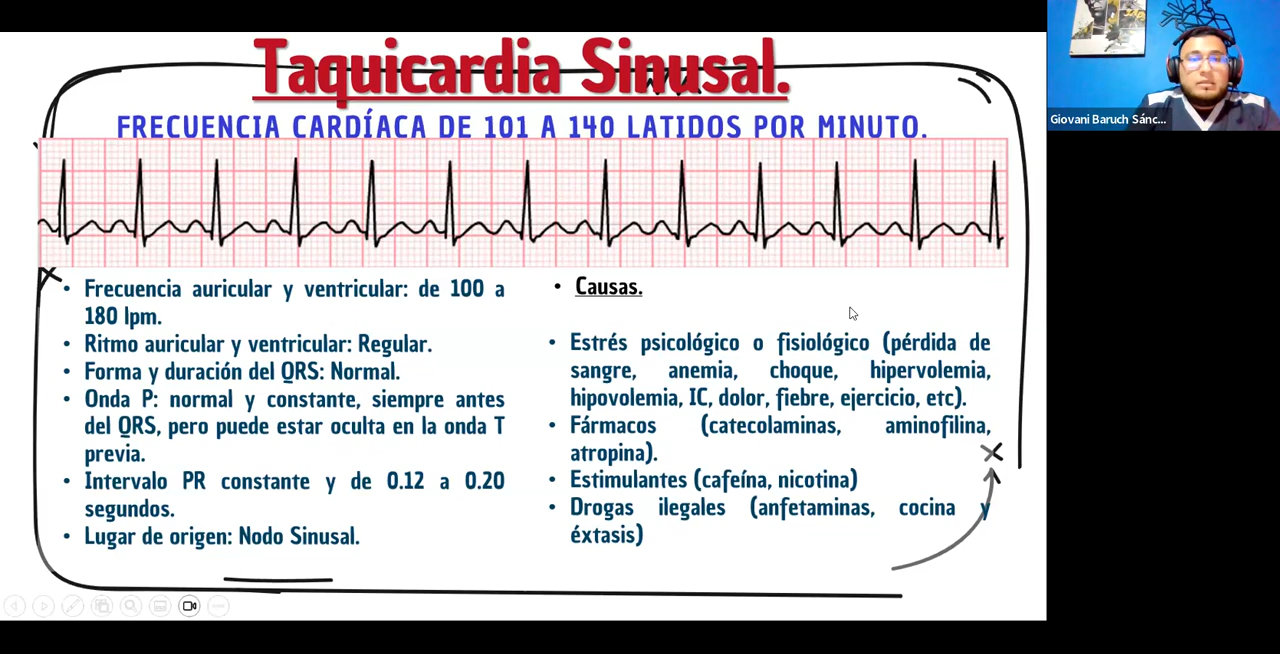 Taquicardia Sinusal.
FRECUENCIA CARDÍACA DE 101 A 140 LATIDOS POR MINUTO.
• Frecuencia auricular y ventricular: de 100 a
180 lpm.
• Ritmo auricular y ventricular: Regular.
• Forma y duración del QRS: Normal.
• Onda P: normal y constante, siempre antes
del QRS, pero puede estar oculta en la onda T
previa.
• Intervalo PR constante y de 0.12 a 0.20
segundos.
• Lugar de origen: Nodo Sinusal.
• Causas.
• Estrés psicológico o fisiológico (pérdida de
sangre, anemia, choque, hipervolemia,
hipovolemia, IC, dolor, fiebre, ejercicio, etc).
• Fármacos (catecolaminas, aminofilina,
atropina).
• Estimulantes (cafeína, nicotina)
• Drogas ilegales (anfetaminas, cocina y
éxtasis)
Giovani Baruch Sánc...